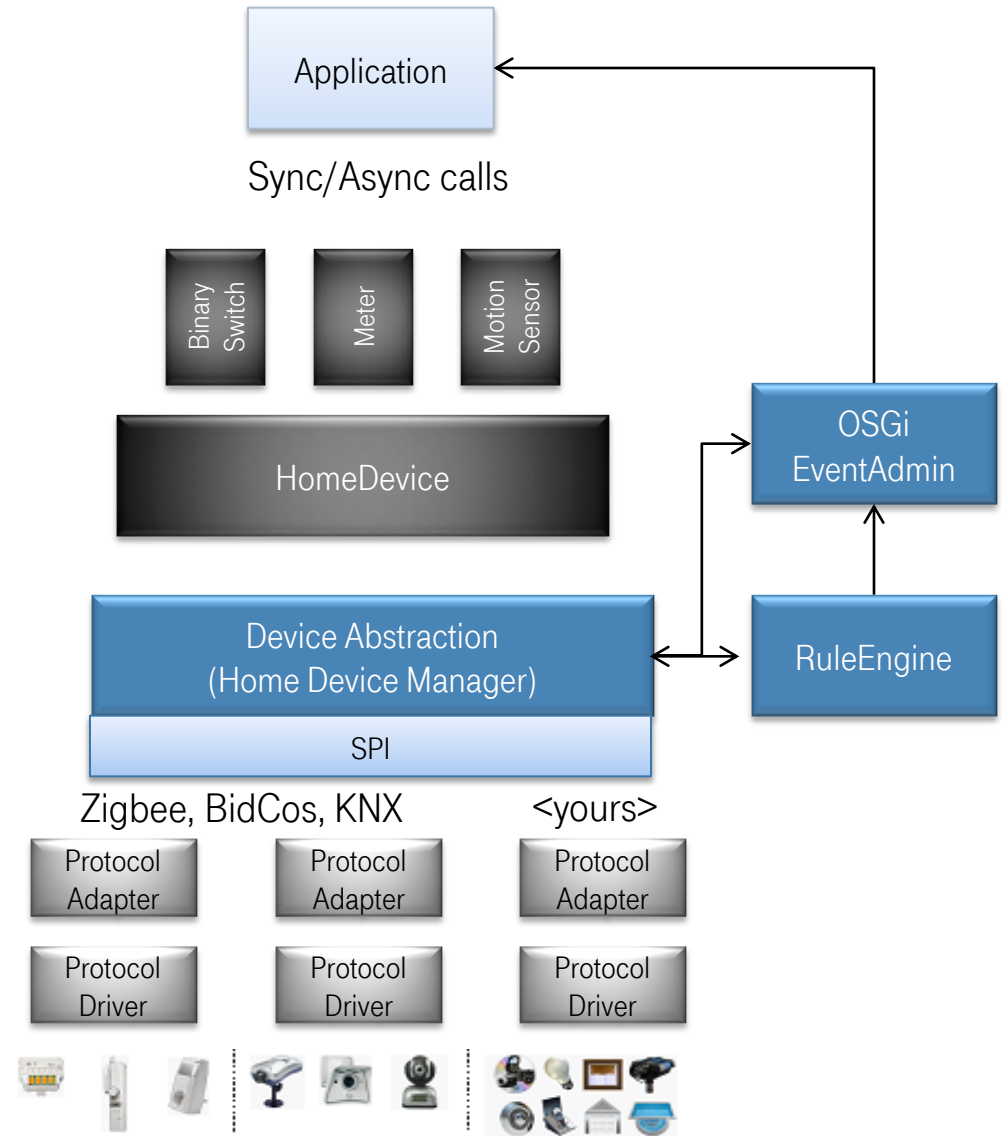 Application
Sync/Async calls
Binary
Switch
Meter
Motion
Sensor
HomeDevice
OSGi
EventAdmin
Device Abstraction
(Home Device Manager)
RuleEngine
SPI
Zigbee, BidCos, KNX
<yours>
Protocol
Adapter
Protocol
Adapter
Protocol
Adapter
Protocol
Driver
Protocol
Driver
Protocol
Driver